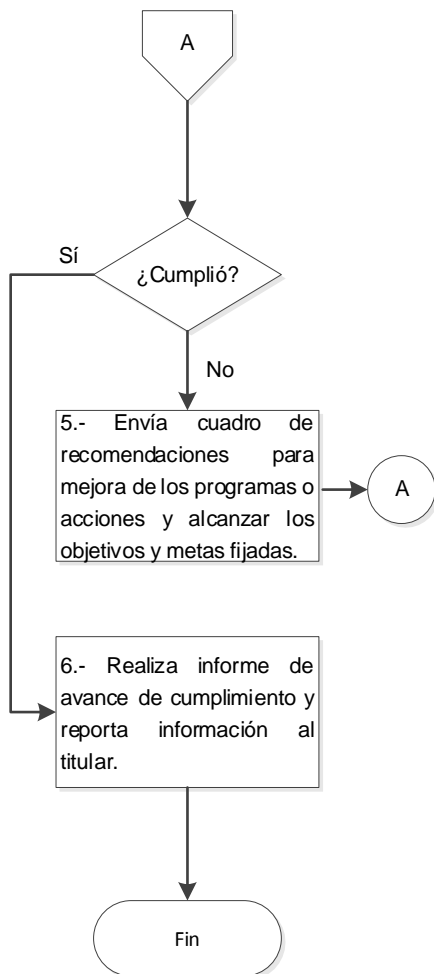 A
Sí
¿Cumplió?
No
5.- Envía cuadro de
recomendaciones para
mejora de los programas o
acciones y alcanzar los
objetivos y metas fijadas.
A
6.- Realiza informe de
avance de cumplimiento y
reporta información al
titular.
Fin